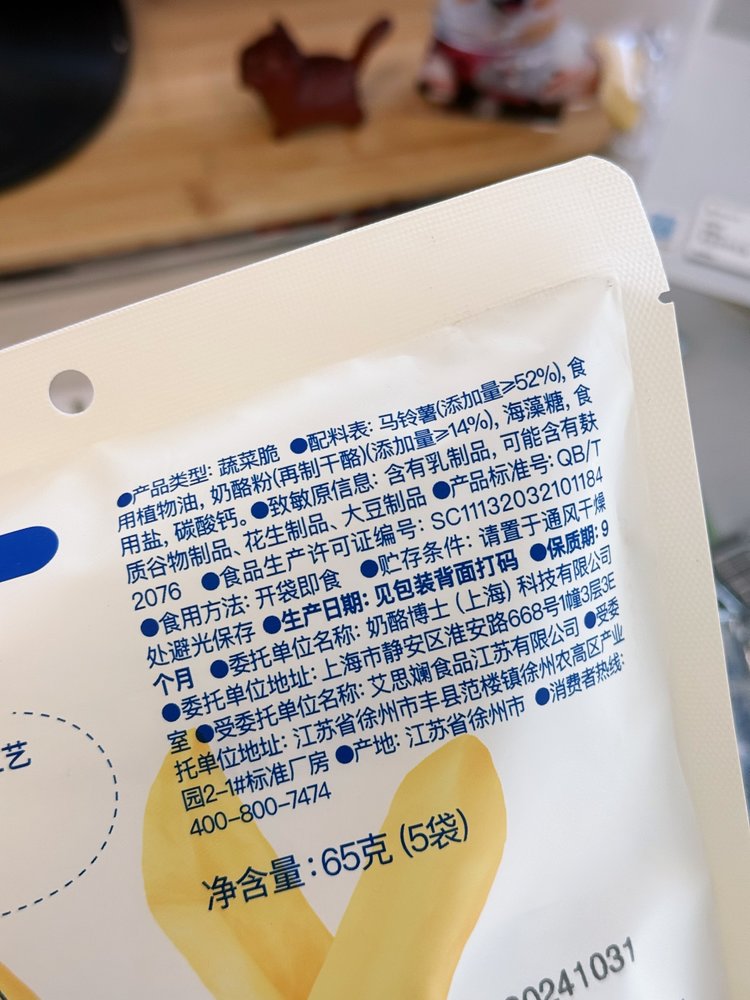 ●产品类型: 蔬菜脆 ●配料表: 马铃薯(添加量≥52%), 食
用植物油, 奶酪粉(再制干酪)(添加量≥14%), 海藻糖, 食
用盐, 碳酸钙。●致敏原信息: 含有乳制品, 可能含有麸
质谷物制品、花生制品、大豆制品 ●产品标准号: QB/T
2076 ●食品生产许可证编号: SC11132032101184
●食用方法: 开袋即食 ●贮存条件: 请置于通风干燥
处避光保存 ●生产日期: 见包装背面打码 ●保质期: 9
个月 ●委托单位名称: 奶酪博士 (上海) 科技有限公司
●委托单位地址: 上海市静安区淮安路668号1幢3层3E
室 ●受委托单位名称: 艾思斓食品江苏有限公司 ●受委
托单位地址: 江苏省徐州市丰县范楼镇徐州农高区产业
园2-1#标准厂房 ●产地: 江苏省徐州市 ●消费者热线:
400-800-7474
艺
净含量: 65克 (5袋)
0241031